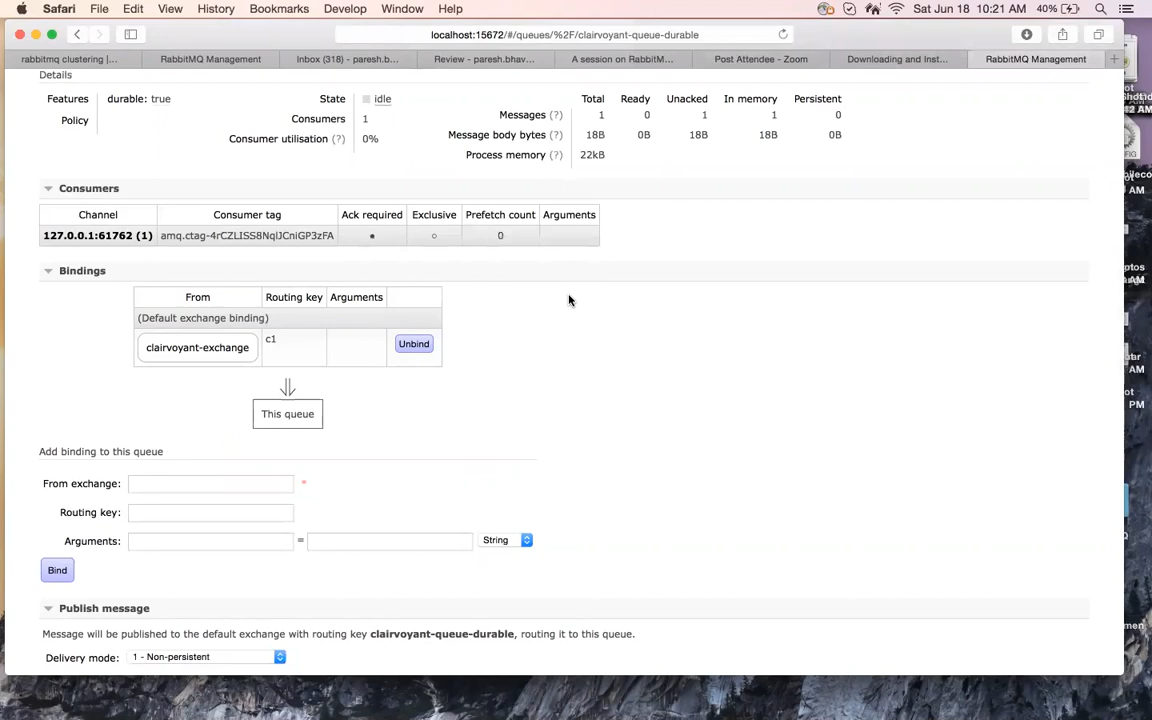 Safari File Edit View History Bookmarks Develop Window Help Sat Jun 18 10:21 AM 40%
localhost:15672/#/queues/%2F/clairvoyant-queue-durable
rabbitmq clustering |... RabbitMQ Management Inbox (318) - paresh.b... Review - paresh.bhav... A session on RabbitM... Post Attendee - Zoom Downloading and Inst... RabbitMQ Management
Details
Features durable: true State idle Total Ready Unacked In memory Persistent
Messages (?) 1 0 1 1 0
Policy Consumers 1
Message body bytes (?) 18B 0B 18B 18B 0B
Consumer utilisation (?) 0%
Process memory (?) 22kB
Consumers
Channel Consumer tag Ack required Exclusive Prefetch count Arguments
127.0.0.1:61762 (1) ● ○ 0
Bindings
From Routing key Arguments
(Default exchange binding)
clairvoyant-exchange c1 Unbind
This queue
Add binding to this queue
From exchange: *
Routing key:
Arguments: = String
Bind
Publish message
Message will be published to the default exchange with routing key clairvoyant-queue-durable, routing it to this queue.
Delivery mode: 1 - Non-persistent